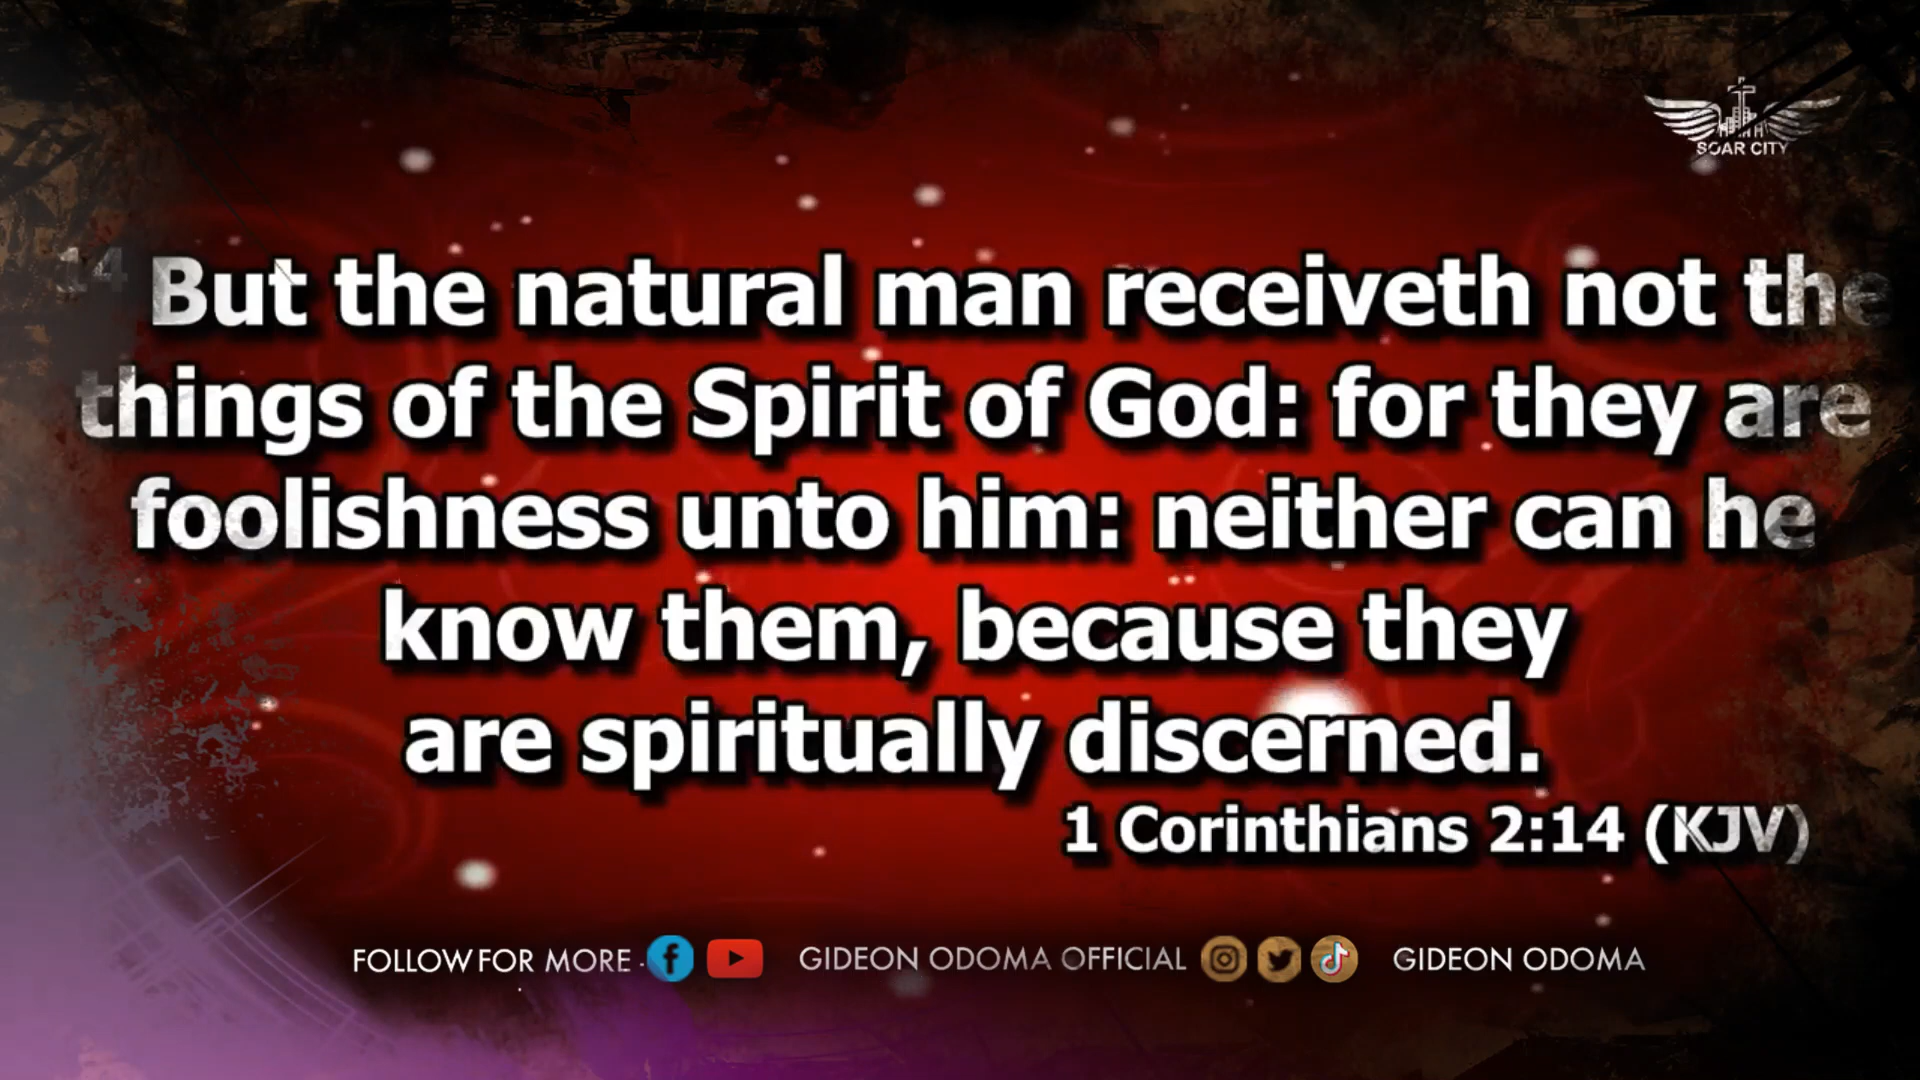 SOAR CITY
14 But the natural man receiveth not the
things of the Spirit of God: for they are
foolishness unto him: neither can he
know them, because they
are spiritually discerned.
1 Corinthians 2:14 (KJV)
FOLLOW FOR MORE - GIDEON ODOMA OFFICIAL GIDEON ODOMA